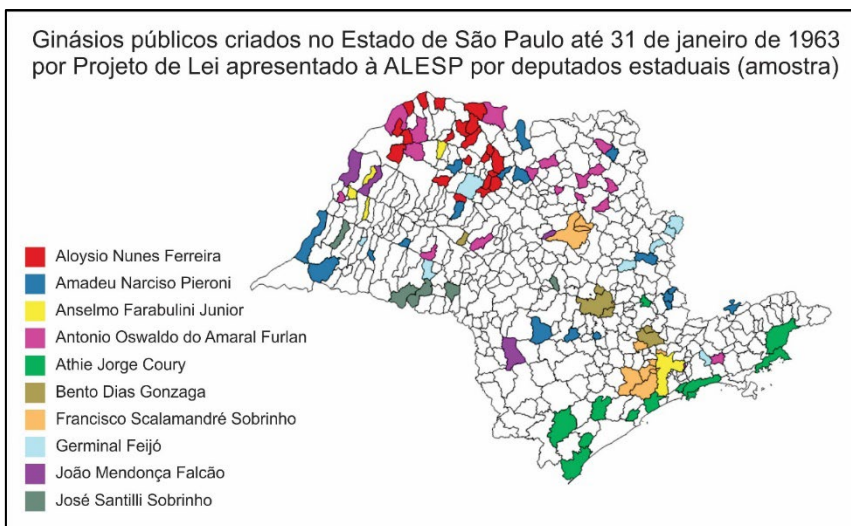 Ginásios públicos criados no Estado de São Paulo até 31 de janeiro de 1963
por Projeto de Lei apresentado à ALESP por deputados estaduais (amostra)
Aloysio Nunes Ferreira
Amadeu Narciso Pieroni
Anselmo Farabulini Junior
Antonio Oswaldo do Amaral Furlan
Athie Jorge Coury
Bento Dias Gonzaga
Francisco Scalamandré Sobrinho
Germinal Feijó
João Mendonça Falcão
José Santilli Sobrinho